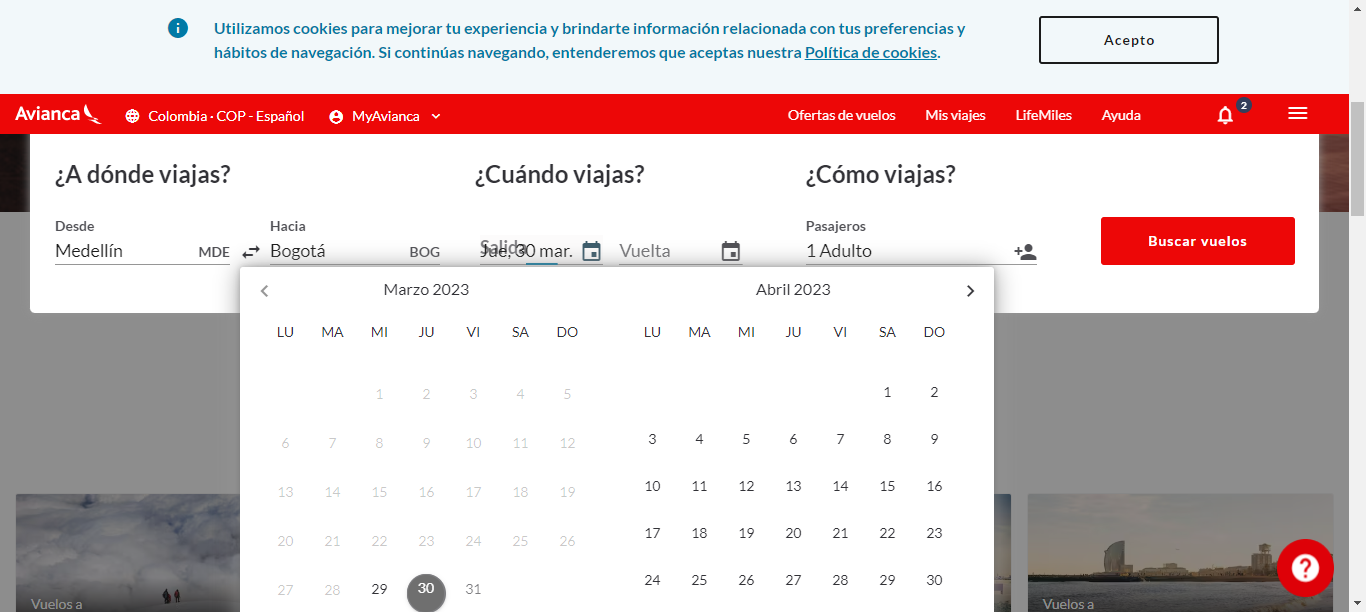 Utilizamos cookies para mejorar tu experiencia y brindarte información relacionada con tus preferencias y
hábitos de navegación. Si continúas navegando, entenderemos que aceptas nuestra Política de cookies.
Acepto
Avianca
Colombia · COP - Español
MyAvianca
Ofertas de vuelos
Mis viajes
LifeMiles
Ayuda
2
¿A dónde viajas?
¿Cuándo viajas?
¿Cómo viajas?
Desde
Hacia
Pasajeros
Medellín MDE
Bogotá BOG
Salida
Jue, 30 mar.
Vuelta
1 Adulto
Buscar vuelos
Marzo 2023
LU MA MI JU VI SA DO
1 2 3 4 5
6 7 8 9 10 11 12
13 14 15 16 17 18 19
20 21 22 23 24 25 26
27 28 29 30 31
Abril 2023
LU MA MI JU VI SA DO
1 2
3 4 5 6 7 8 9
10 11 12 13 14 15 16
17 18 19 20 21 22 23
24 25 26 27 28 29 30
Vuelos a
Vuelos a
?